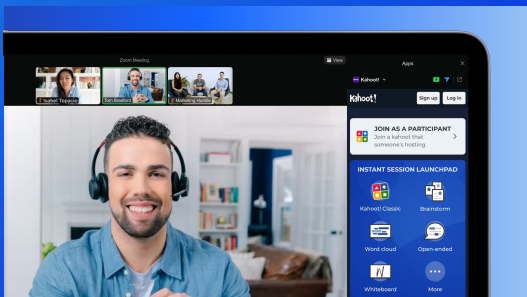 Zoom Meeting
View
Apps
Isabel Topacio
Tom Bradford
Marketing Huddle
Kahoot!
Kahoot!
Sign up
Log in
JOIN AS A PARTICIPANT
Join a kahoot that
someone's hosting
INSTANT SESSION LAUNCHPAD
Kahoot! Classic
Brainstorm
Word cloud
Open-ended
Whiteboard
More